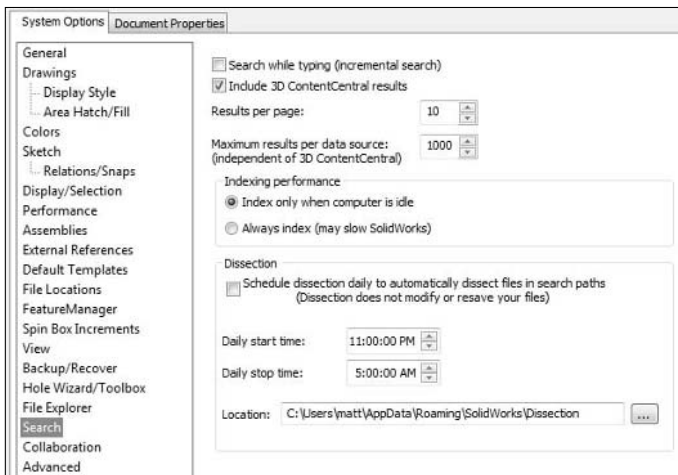 System Options
Document Properties
General
Drawings
Display Style
Area Hatch/Fill
Colors
Sketch
Relations/Snaps
Display/Selection
Performance
Assemblies
External References
Default Templates
File Locations
FeatureManager
Spin Box Increments
View
Backup/Recover
Hole Wizard/Toolbox
File Explorer
Search
Collaboration
Advanced
Search while typing (incremental search)
Include 3D ContentCentral results
Results per page: 10
Maximum results per data source: 1000
(independent of 3D ContentCentral)
Indexing performance
Index only when computer is idle
Always index (may slow SolidWorks)
Dissection
Schedule dissection daily to automatically dissect files in search paths
(Dissection does not modify or resave your files)
Daily start time: 11:00:00 PM
Daily stop time: 5:00:00 AM
Location: C:\Users\matt\AppData\Roaming\SolidWorks\Dissection ...